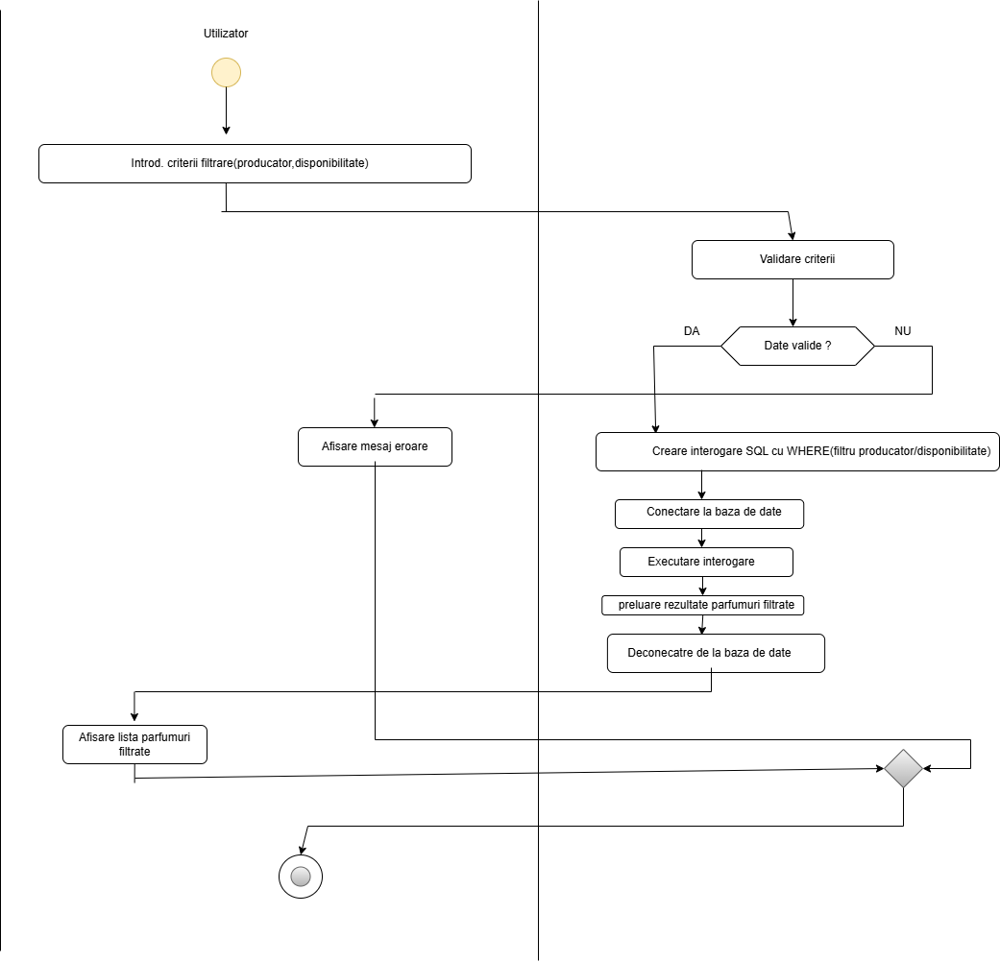 Utilizator
Introd. criterii filtrare(producator,disponibilitate)
Validare criterii
DA
Date valide ?
NU
Afisare mesaj eroare
Creare interogare SQL cu WHERE(filtru producator/disponibilitate)
Conectare la baza de date
Executare interogare
preluare rezultate parfumuri filtrate
Deconecatre de la baza de date
Afisare lista parfumuri
filtrate